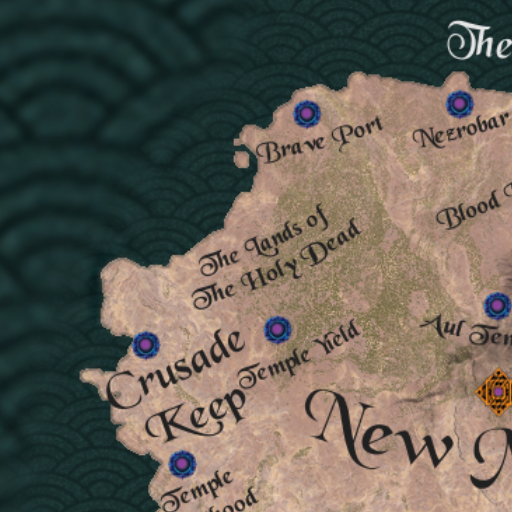 The
Brave Port
Nezrobar
Blood
The Lands of
The Holy Dead
Aul Tem
Temple Yield
Crusade
Keep
New
Temple
hood